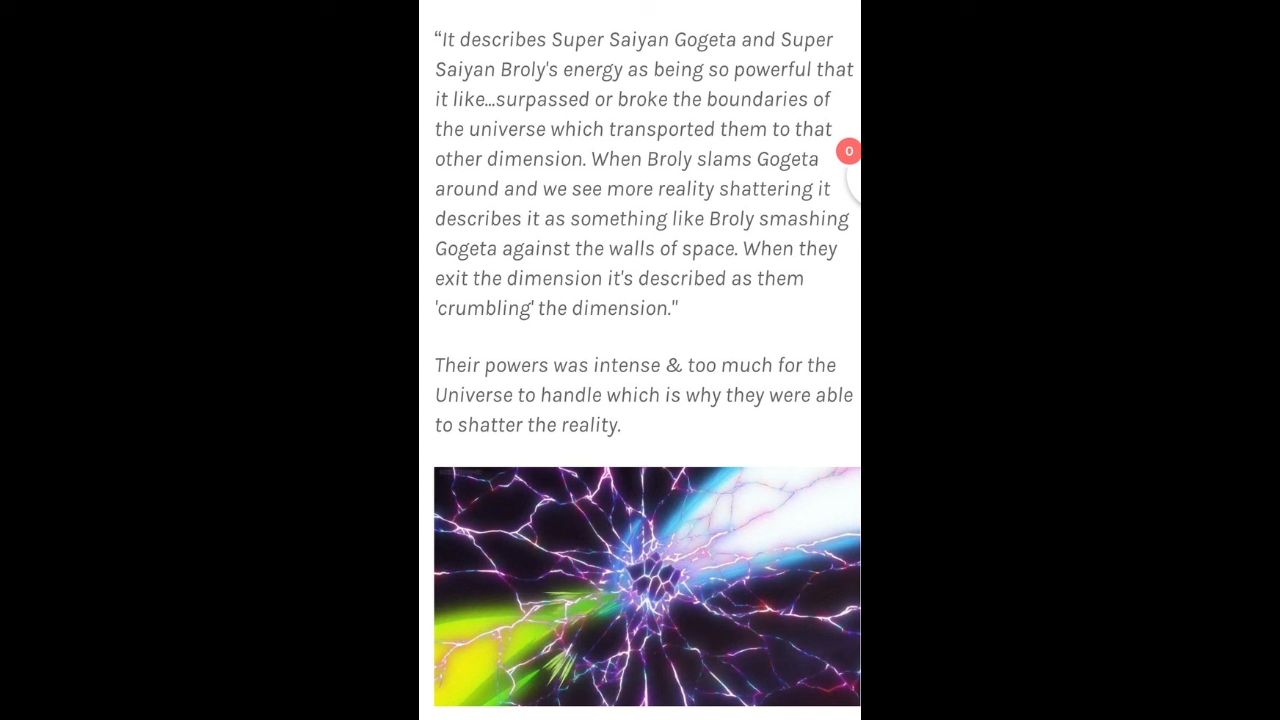 “It describes Super Saiyan Gogeta and Super
Saiyan Broly's energy as being so powerful that
it like...surpassed or broke the boundaries of
the universe which transported them to that
other dimension. When Broly slams Gogeta
0
around and we see more reality shattering it
describes it as something like Broly smashing
Gogeta against the walls of space. When they
exit the dimension it's described as them
'crumbling' the dimension."
Their powers was intense & too much for the
Universe to handle which is why they were able
to shatter the reality.